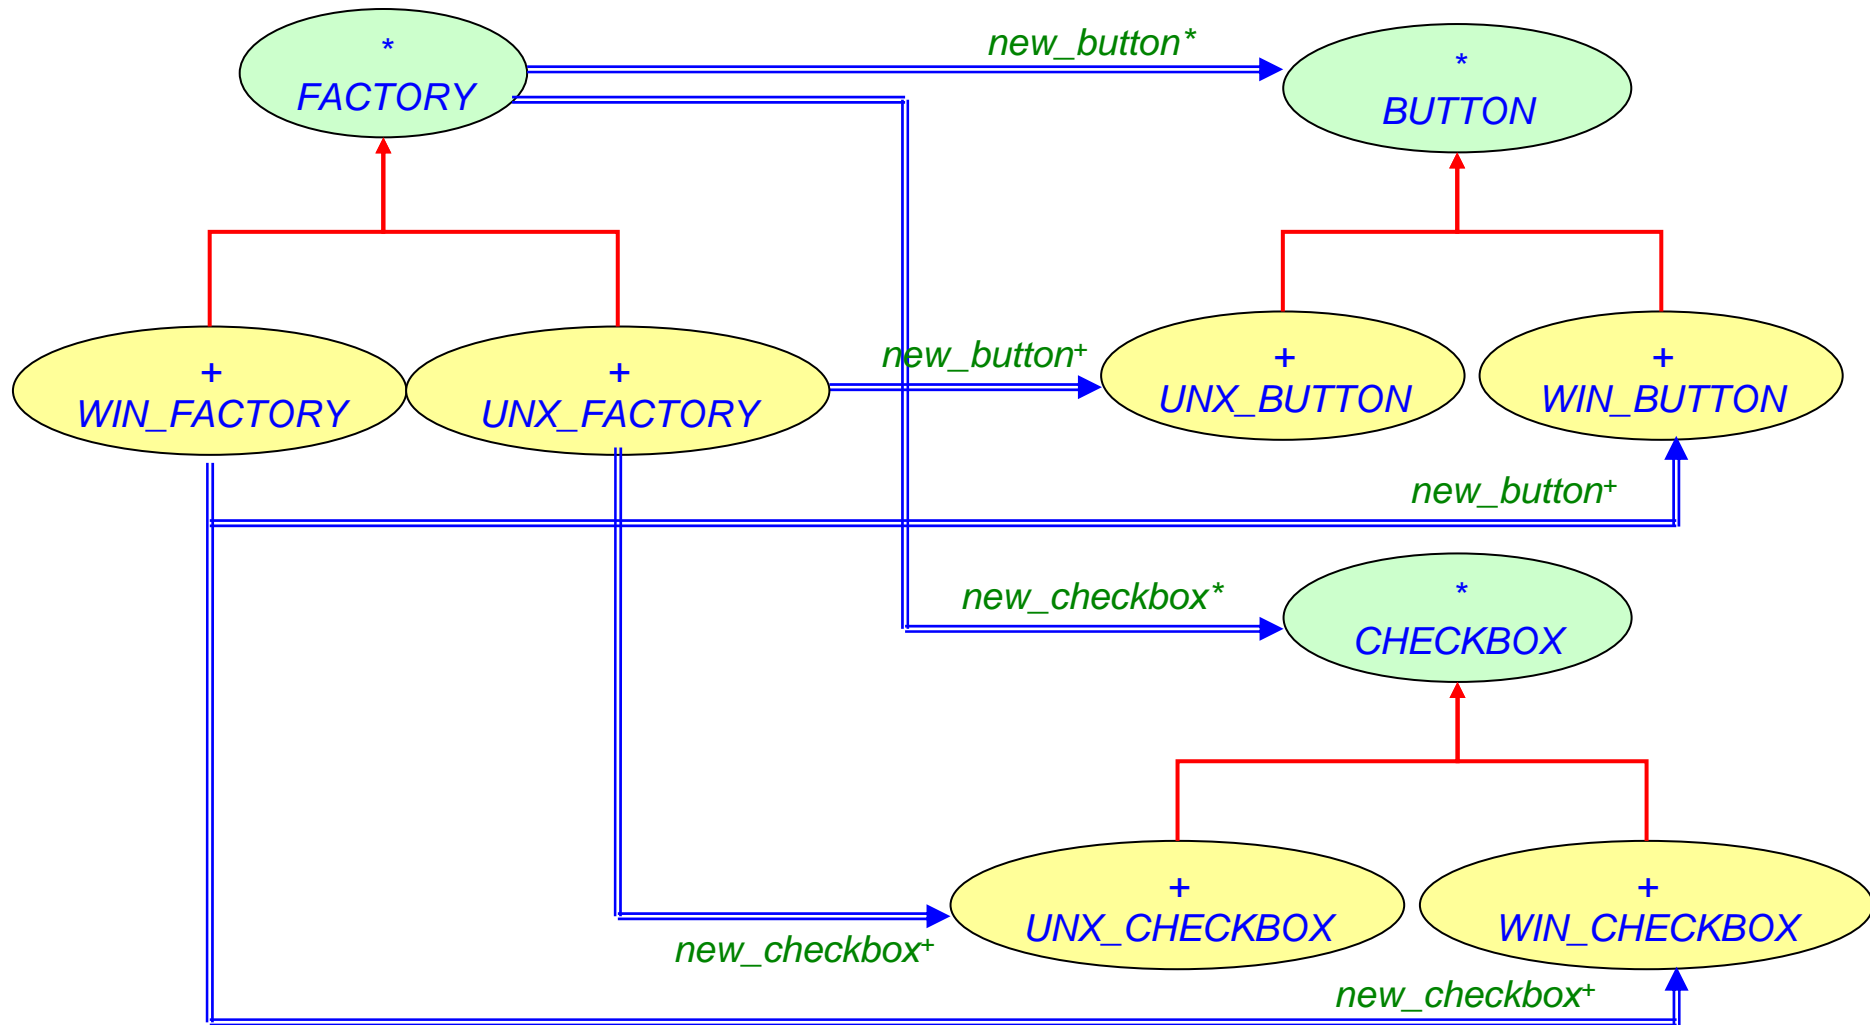 *
FACTORY
new_button*
*
BUTTON
+
WIN_FACTORY
+
UNX_FACTORY
new_button+
+
UNX_BUTTON
+
WIN_BUTTON
new_button+
new_checkbox*
*
CHECKBOX
+
UNX_CHECKBOX
+
WIN_CHECKBOX
new_checkbox+
new_checkbox+